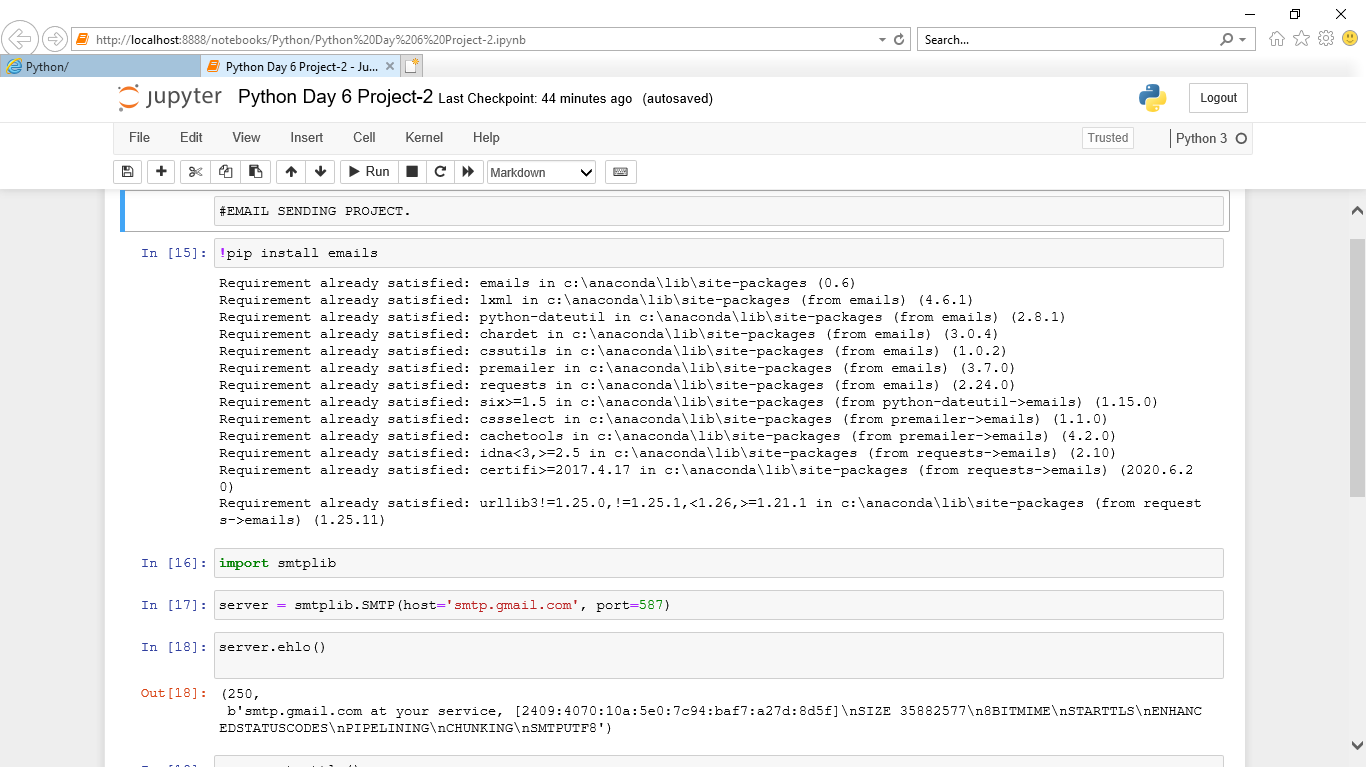 http://localhost:8888/notebooks/Python/Python%20Day%206%20Project-2.ipynb
Search...
Python/
Python Day 6 Project-2 - Ju...
jupyter Python Day 6 Project-2 Last Checkpoint: 44 minutes ago (autosaved)
Logout
File Edit View Insert Cell Kernel Help
Trusted
Python 3
Run
Markdown
#EMAIL SENDING PROJECT.
In [15]: !pip install emails
Requirement already satisfied: emails in c:\anaconda\lib\site-packages (0.6)
Requirement already satisfied: lxml in c:\anaconda\lib\site-packages (from emails) (4.6.1)
Requirement already satisfied: python-dateutil in c:\anaconda\lib\site-packages (from emails) (2.8.1)
Requirement already satisfied: chardet in c:\anaconda\lib\site-packages (from emails) (3.0.4)
Requirement already satisfied: cssutils in c:\anaconda\lib\site-packages (from emails) (1.0.2)
Requirement already satisfied: premailer in c:\anaconda\lib\site-packages (from emails) (3.7.0)
Requirement already satisfied: requests in c:\anaconda\lib\site-packages (from emails) (2.24.0)
Requirement already satisfied: six>=1.5 in c:\anaconda\lib\site-packages (from python-dateutil->emails) (1.15.0)
Requirement already satisfied: cssselect in c:\anaconda\lib\site-packages (from premailer->emails) (1.1.0)
Requirement already satisfied: cachetools in c:\anaconda\lib\site-packages (from premailer->emails) (4.2.0)
Requirement already satisfied: idna<3,>=2.5 in c:\anaconda\lib\site-packages (from requests->emails) (2.10)
Requirement already satisfied: certifi>=2017.4.17 in c:\anaconda\lib\site-packages (from requests->emails) (2020.6.2
0)
Requirement already satisfied: urllib3!=1.25.0,!=1.25.1,<1.26,>=1.21.1 in c:\anaconda\lib\site-packages (from request
s->emails) (1.25.11)
In [16]: import smtplib
In [17]: server = smtplib.SMTP(host='smtp.gmail.com', port=587)
In [18]: server.ehlo()
Out[18]: (250,
b'smtp.gmail.com at your service, [2409:4070:10a:5e0:7c94:baf7:a27d:8d5f]\nSIZE 35882577\n8BITMIME\nSTARTTLS\nENHANC
EDSTATUSCODES\nPIPELINING\nCHUNKING\nSMTPUTF8')